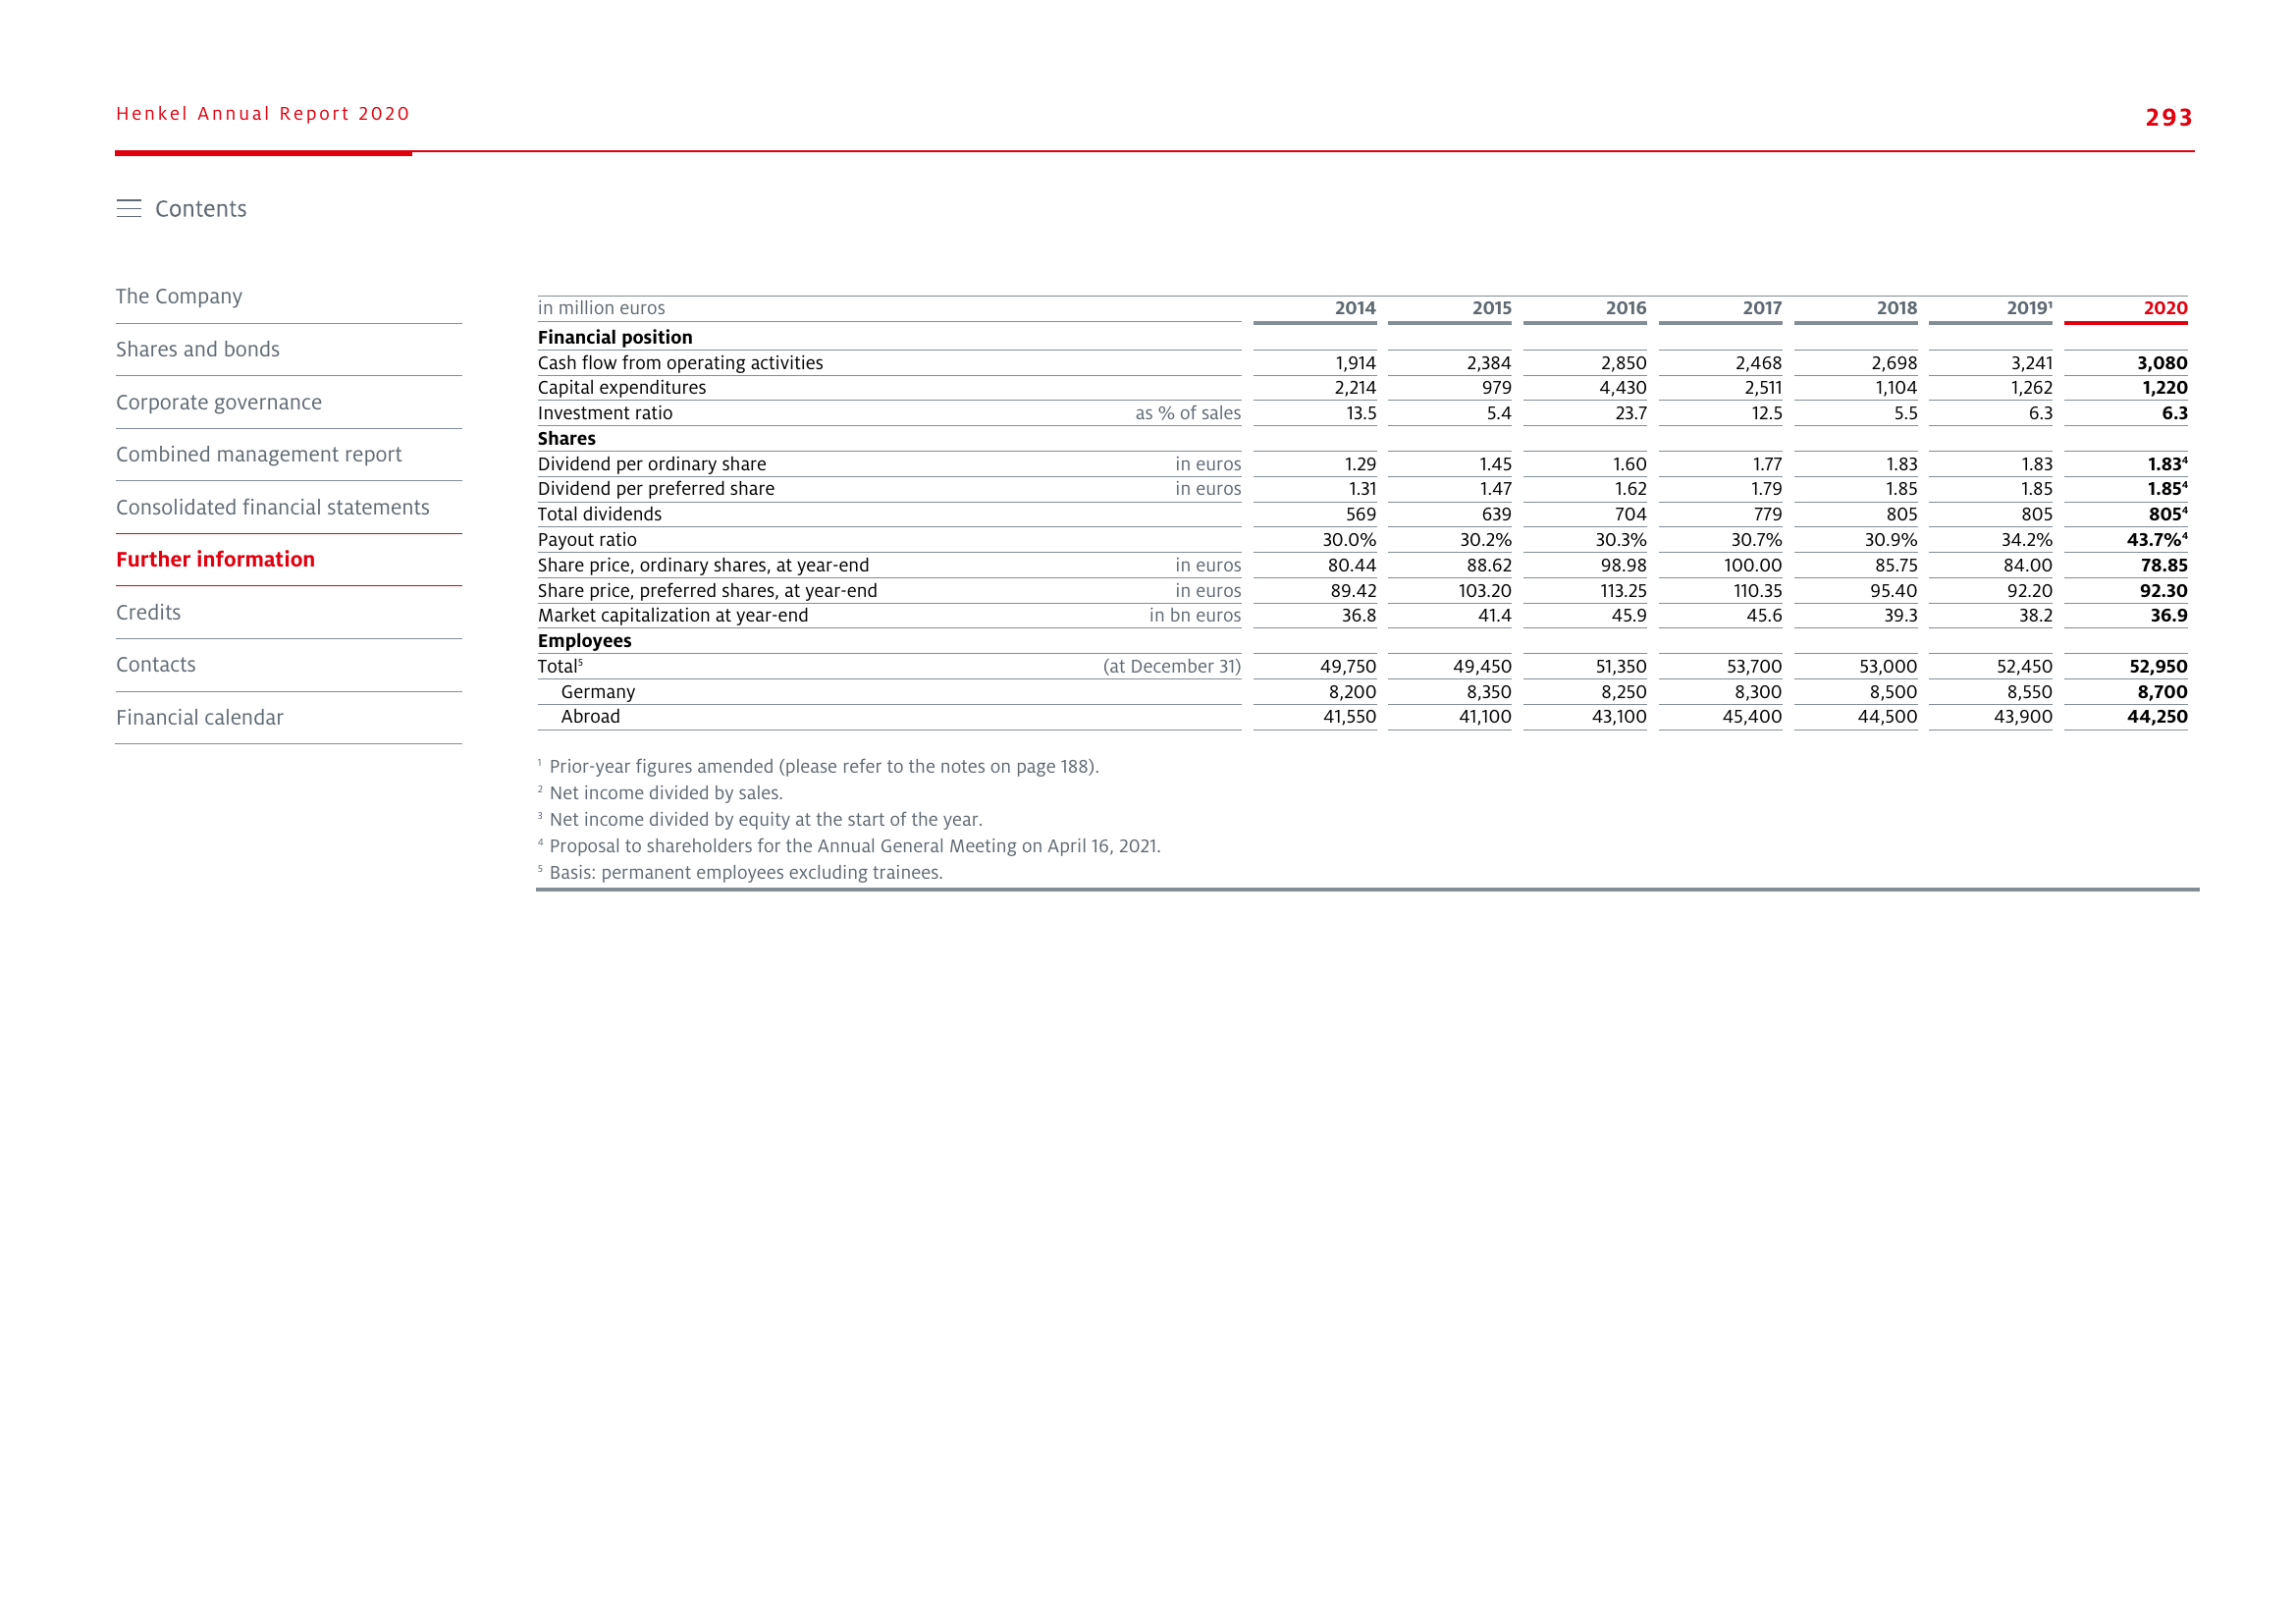 Henkel Annual Report 2020
293
Contents
The Company
Shares and bonds
Corporate governance
Combined management report
Consolidated financial statements
Further information
Credits
Contacts
Financial calendar
in million euros 2014 2015 2016 2017 2018 2019¹ 2020
Financial position
Cash flow from operating activities 1,914 2,384 2,850 2,468 2,698 3,241 3,080
Capital expenditures 2,214 979 4,430 2,511 1,104 1,262 1,220
Investment ratio as % of sales 13.5 5.4 23.7 12.5 5.5 6.3 6.3
Shares
Dividend per ordinary share in euros 1.29 1.45 1.60 1.77 1.83 1.83 1.83⁴
Dividend per preferred share in euros 1.31 1.47 1.62 1.79 1.85 1.85 1.85⁴
Total dividends 569 639 704 779 805 805 805⁴
Payout ratio 30.0% 30.2% 30.3% 30.7% 30.9% 34.2% 43.7%⁴
Share price, ordinary shares, at year-end in euros 80.44 88.62 98.98 100.00 85.75 84.00 78.85
Share price, preferred shares, at year-end in euros 89.42 103.20 113.25 110.35 95.40 92.20 92.30
Market capitalization at year-end in bn euros 36.8 41.4 45.9 45.6 39.3 38.2 36.9
Employees
Total⁵ (at December 31) 49,750 49,450 51,350 53,700 53,000 52,450 52,950
Germany 8,200 8,350 8,250 8,300 8,500 8,550 8,700
Abroad 41,550 41,100 43,100 45,400 44,500 43,900 44,250
¹ Prior-year figures amended (please refer to the notes on page 188).
² Net income divided by sales.
³ Net income divided by equity at the start of the year.
⁴ Proposal to shareholders for the Annual General Meeting on April 16, 2021.
⁵ Basis: permanent employees excluding trainees.